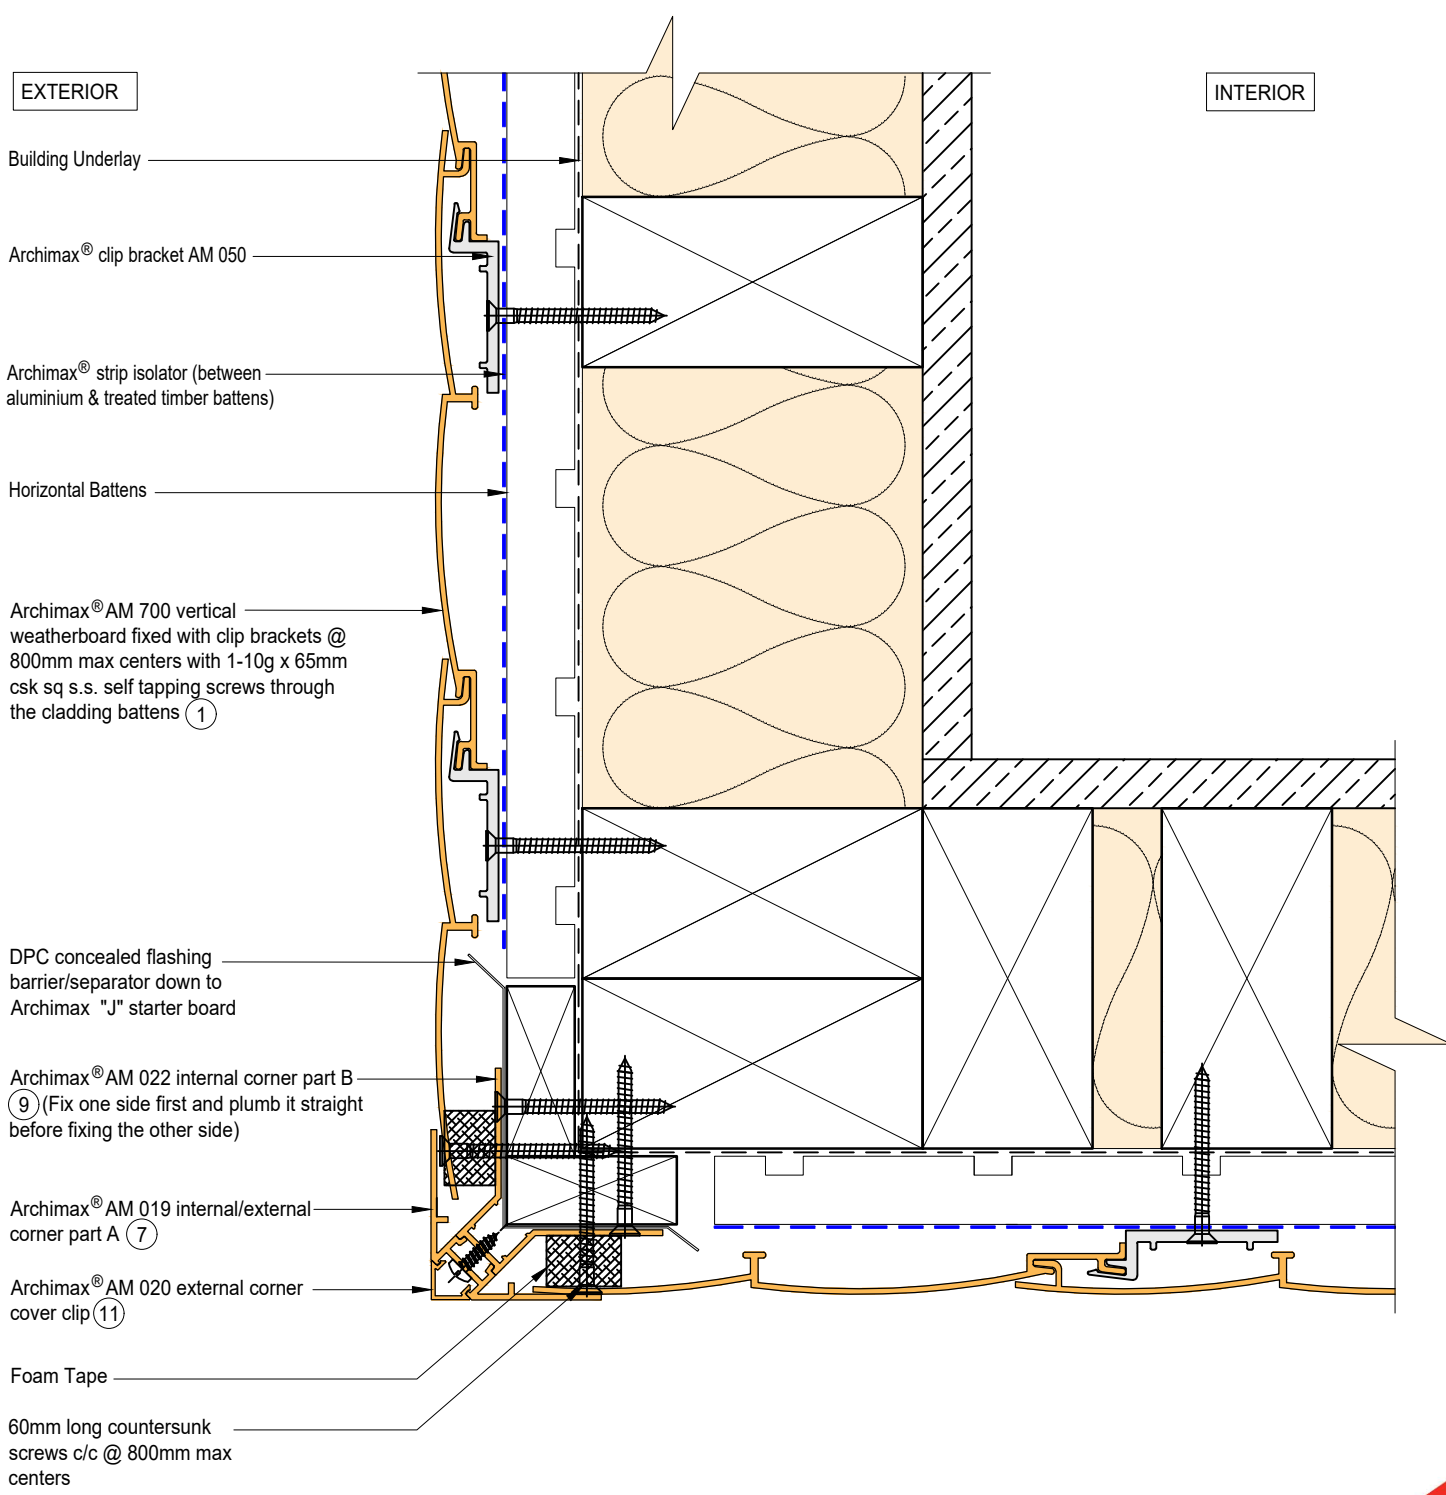 EXTERIOR
INTERIOR
Building Underlay
Archimax® clip bracket AM 050
Archimax® strip isolator (between
aluminium & treated timber battens)
Horizontal Battens
Archimax® AM 700 vertical
weatherboard fixed with clip brackets @
800mm max centers with 1-10g x 65mm
csk sq s.s. self tapping screws through
the cladding battens 1
DPC concealed flashing
barrier/separator down to
Archimax "J" starter board
Archimax® AM 022 internal corner part B
9 (Fix one side first and plumb it straight
before fixing the other side)
Archimax® AM 019 internal/external
corner part A 7
Archimax® AM 020 external corner
cover clip 11
Foam Tape
60mm long countersunk
screws c/c @ 800mm max
centers